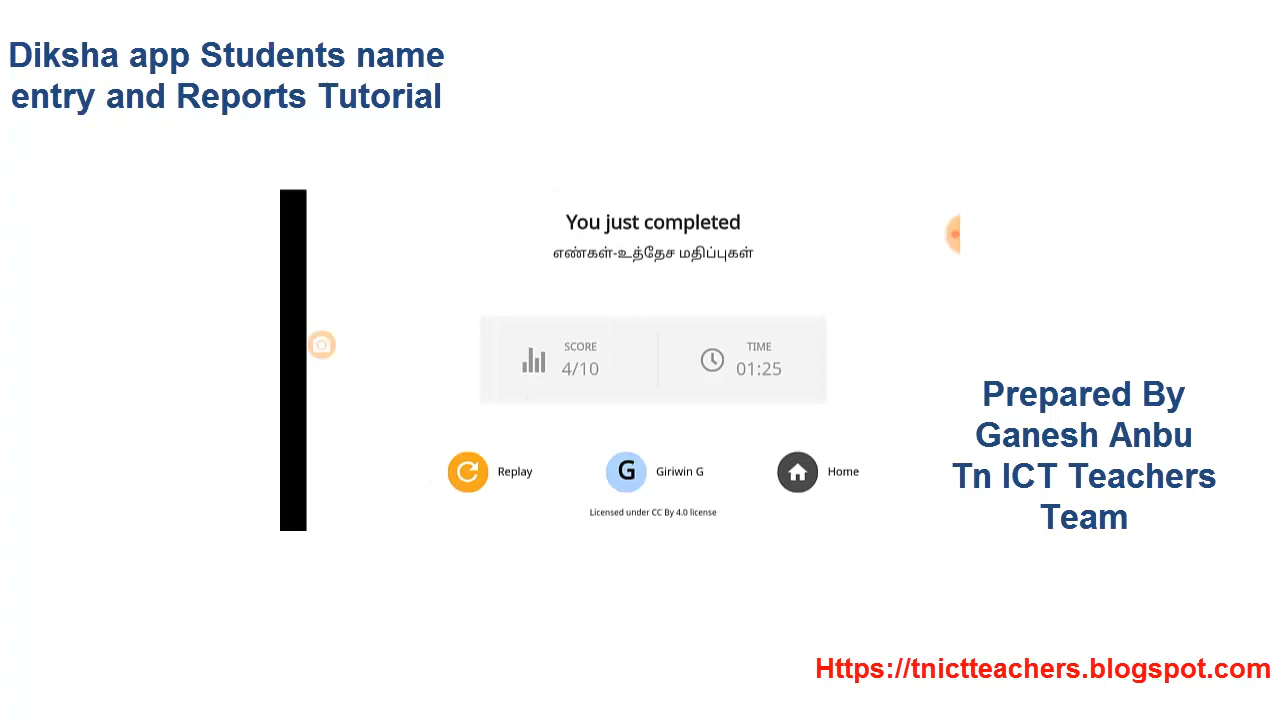 Diksha app Students name
entry and Reports Tutorial
You just completed
எண்கள்-உத்தேச மதிப்புகள்
SCORE
4/10
TIME
01:25
Replay
G
Giriwin G
Home
Licensed under CC By 4.0 license
Prepared By
Ganesh Anbu
Tn ICT Teachers
Team
Https://tnictteachers.blogspot.com